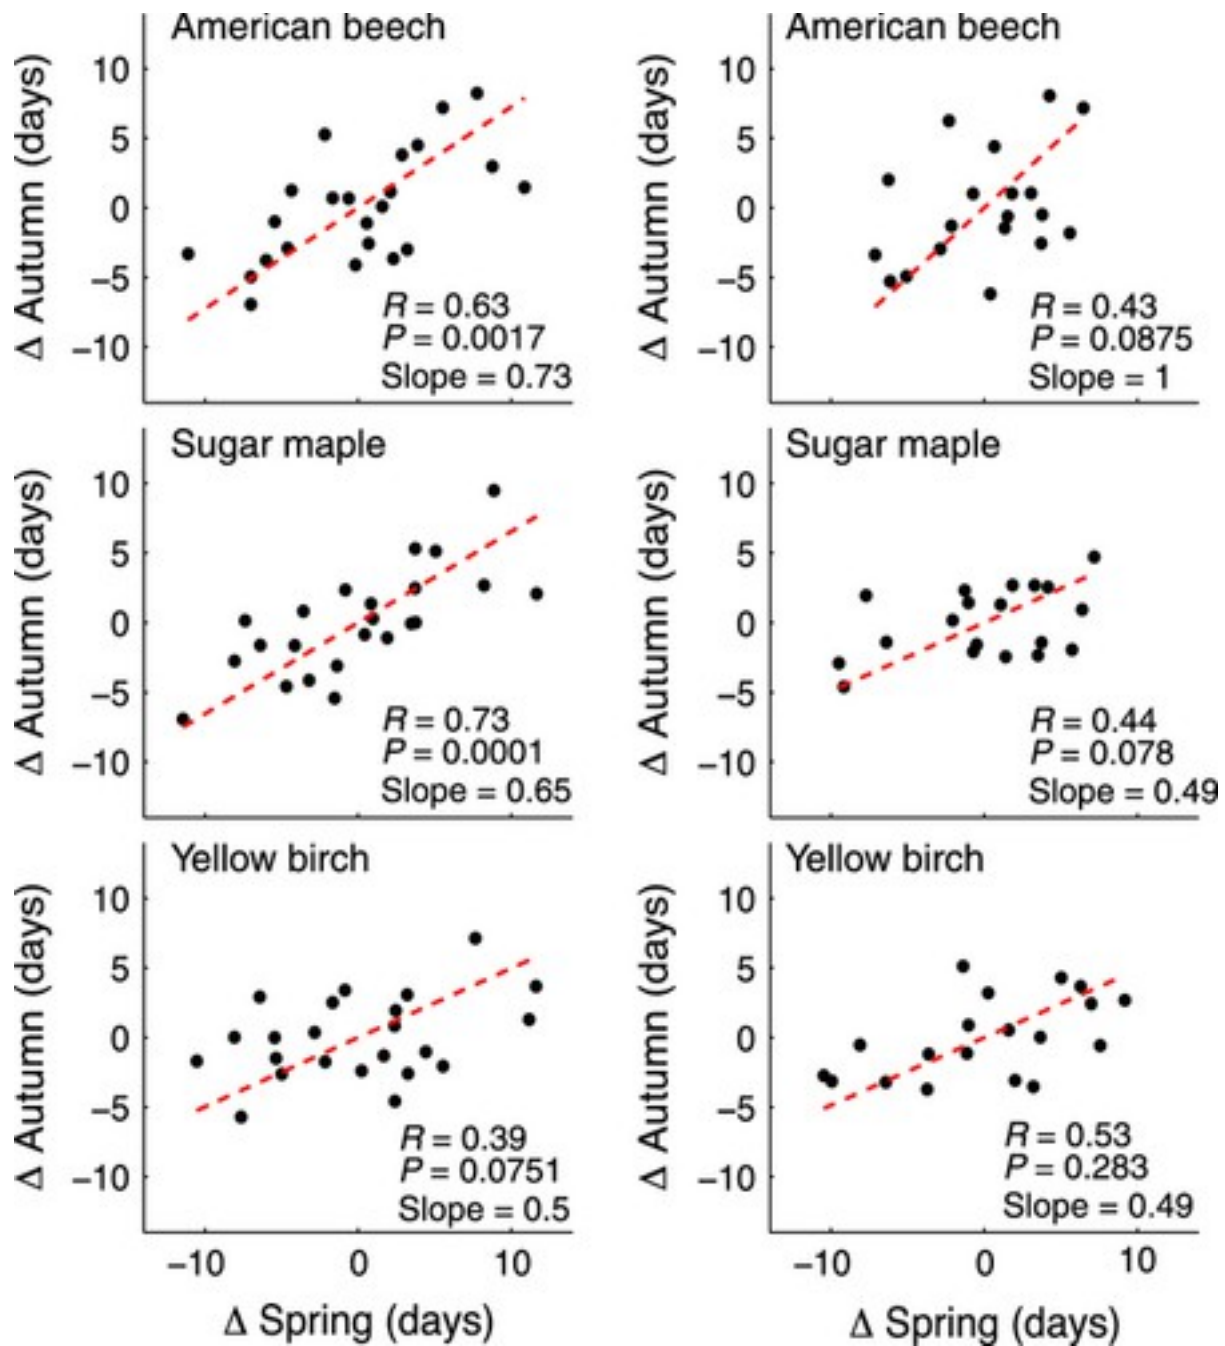 American beech
Δ Autumn (days)
10
5
0
−5
−10
R = 0.63
P = 0.0017
Slope = 0.73
American beech
Δ Autumn (days)
10
5
0
−5
−10
R = 0.43
P = 0.0875
Slope = 1
Sugar maple
Δ Autumn (days)
10
5
0
−5
−10
R = 0.73
P = 0.0001
Slope = 0.65
Sugar maple
Δ Autumn (days)
10
5
0
−5
−10
R = 0.44
P = 0.078
Slope = 0.49
Yellow birch
Δ Autumn (days)
10
5
0
−5
−10
R = 0.39
P = 0.0751
Slope = 0.5
−10 0 10
Δ Spring (days)
Yellow birch
Δ Autumn (days)
10
5
0
−5
−10
R = 0.53
P = 0.283
Slope = 0.49
−10 0 10
Δ Spring (days)